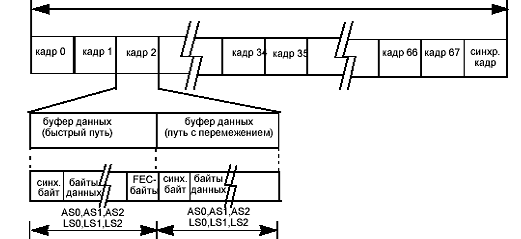 кадр 0 кадр 1 кадр 2 кадр 34 кадр 35 кадр 66 кадр 67 синхр.
кадр
буфер данных буфер данных
(быстрый путь) (путь с перемежением)
синх. байты FEC- синх. байты
байт данных байты байт данных
AS0,AS1,AS2 AS0,AS1,AS2
LS0,LS1,LS2 LS0,LS1,LS2